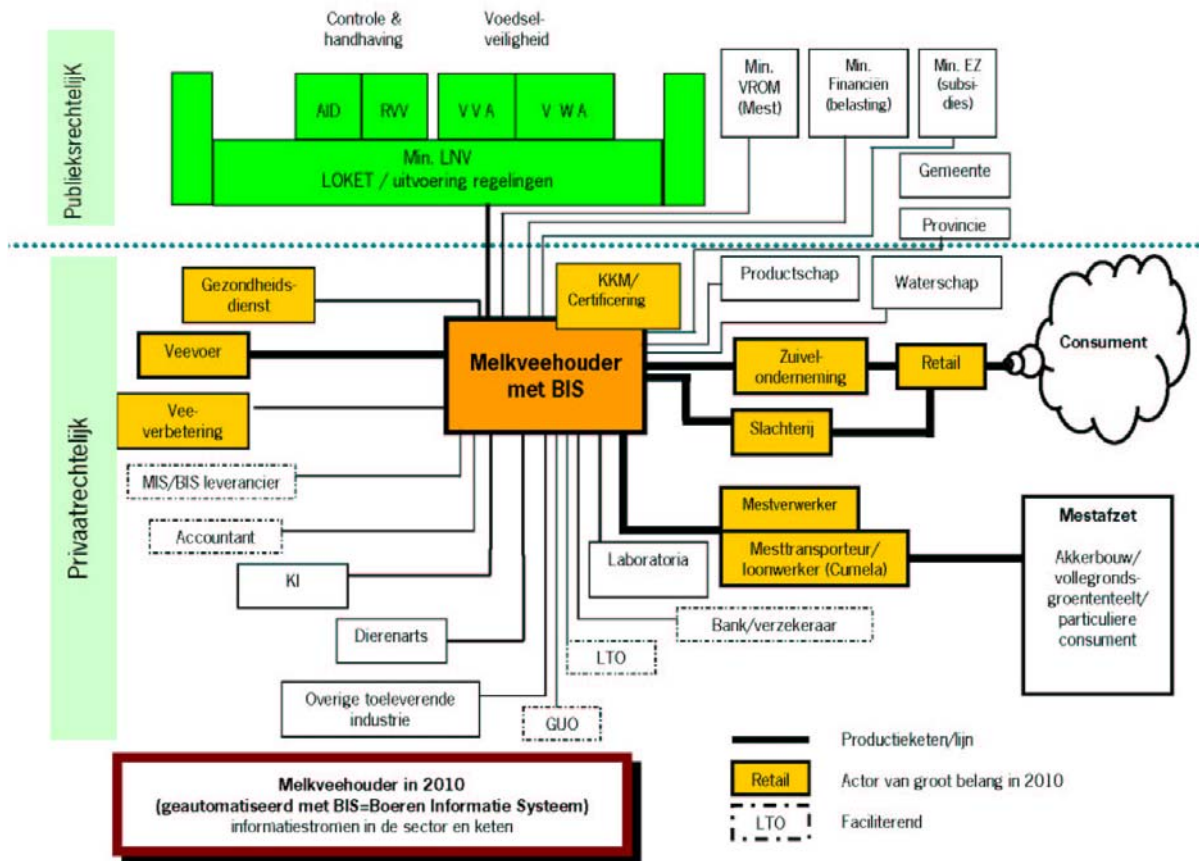 Controle &
handhaving
Voedsel-
veiligheid
PublieksrechtelijK
AID
RVV
V V A
V W A
Min. LNV
LOKET / uitvoering regelingen
Min.
VROM
(Mest)
Min.
Financiën
(belasting)
Min. EZ
(subsi-
dies)
Gemeente
Provincie
Privaatrechtelijk
Gezondheids-
dienst
KKM/
Certificering
Productschap
Waterschap
Veevoer
Melkveehouder
met BIS
Zuivel-
onderneming
Retail
Consument
Vee-
verbetering
Slachterij
MIS/BIS leverancier
Accountant
KI
Dierenarts
Overige toeleverende
industrie
GUO
LTO
Laboratoria
Bank/verzekeraar
Mestverwerker
Mesttransporteur/
loonwerker (Cumela)
Mestafzet
Akkerbouw/
vollegronds-
groententeelt/
particuliere
consument
Melkveehouder in 2010
(geautomatiseerd met BIS=Boeren Informatie Systeem)
informatiestromen in de sector en keten
Productieketen/lijn
Retail
Actor van groot belang in 2010
LTO
Faciliterend